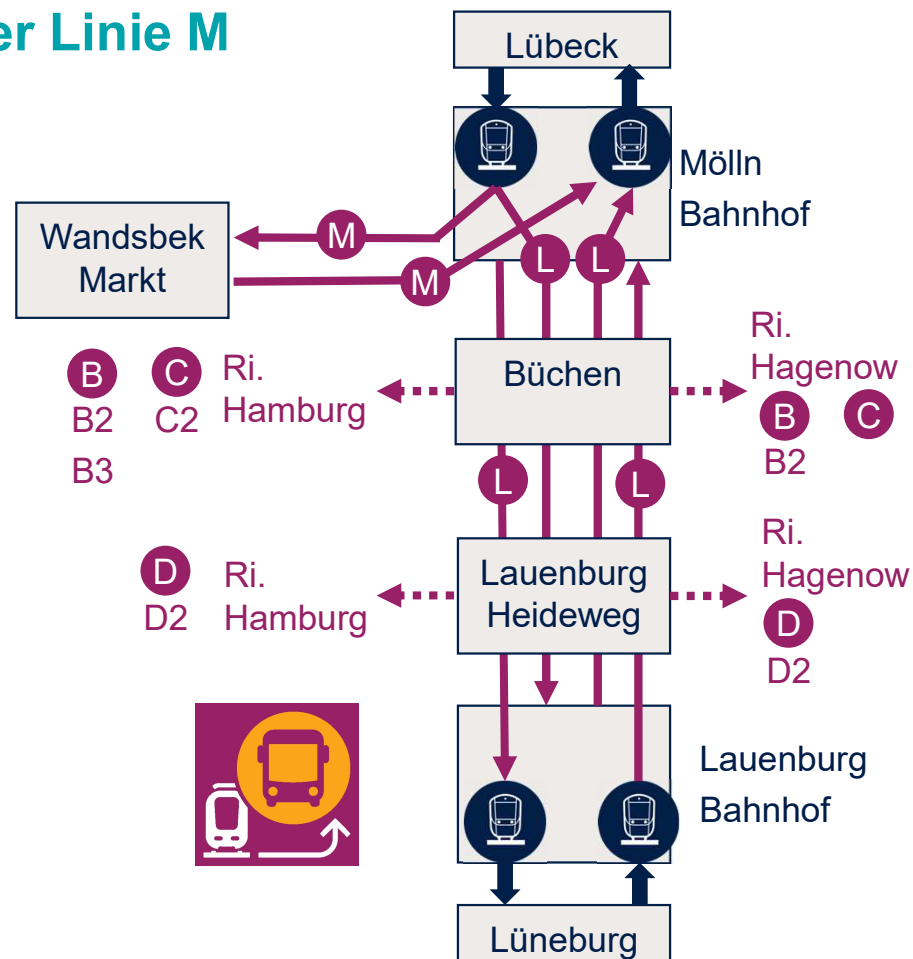 er Linie M
Lübeck
Mölln
Bahnhof
Wandsbek
Markt
M
M
L
L
Büchen
B
C
Ri.
Hamburg
B2
C2
B3
Ri.
Hagenow
B
C
B2
L
L
Lauenburg
Heideweg
D
Ri.
Hamburg
D2
Ri.
Hagenow
D
D2
Lauenburg
Bahnhof
Lüneburg